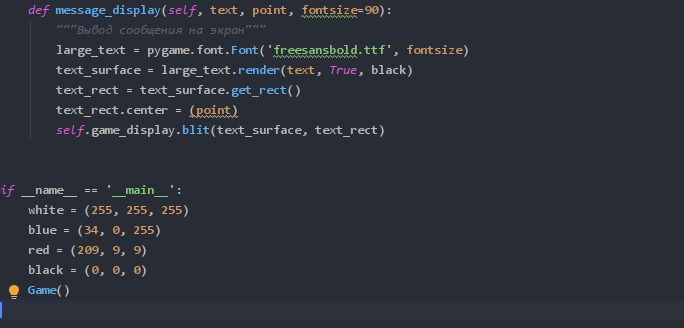 def message_display(self, text, point, fontsize=90):
"""Вывод сообщения на экран"""
large_text = pygame.font.Font('freesansbold.ttf', fontsize)
text_surface = large_text.render(text, True, black)
text_rect = text_surface.get_rect()
text_rect.center = (point)
self.game_display.blit(text_surface, text_rect)
if __name__ == '__main__':
white = (255, 255, 255)
blue = (34, 0, 255)
red = (209, 9, 9)
black = (0, 0, 0)
Game()